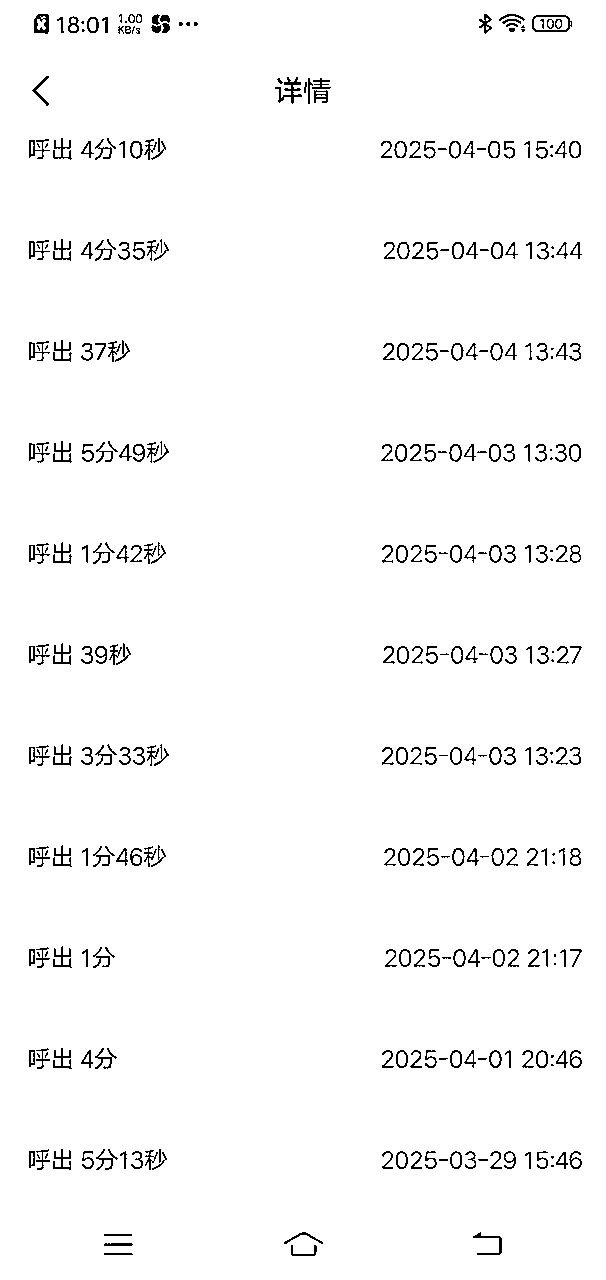 18:01 1.00 KB/s ··· 100
详情
呼出 4分10秒 2025-04-05 15:40
呼出 4分35秒 2025-04-04 13:44
呼出 37秒 2025-04-04 13:43
呼出 5分49秒 2025-04-03 13:30
呼出 1分42秒 2025-04-03 13:28
呼出 39秒 2025-04-03 13:27
呼出 3分33秒 2025-04-03 13:23
呼出 1分46秒 2025-04-02 21:18
呼出 1分 2025-04-02 21:17
呼出 4分 2025-04-01 20:46
呼出 5分13秒 2025-03-29 15:46